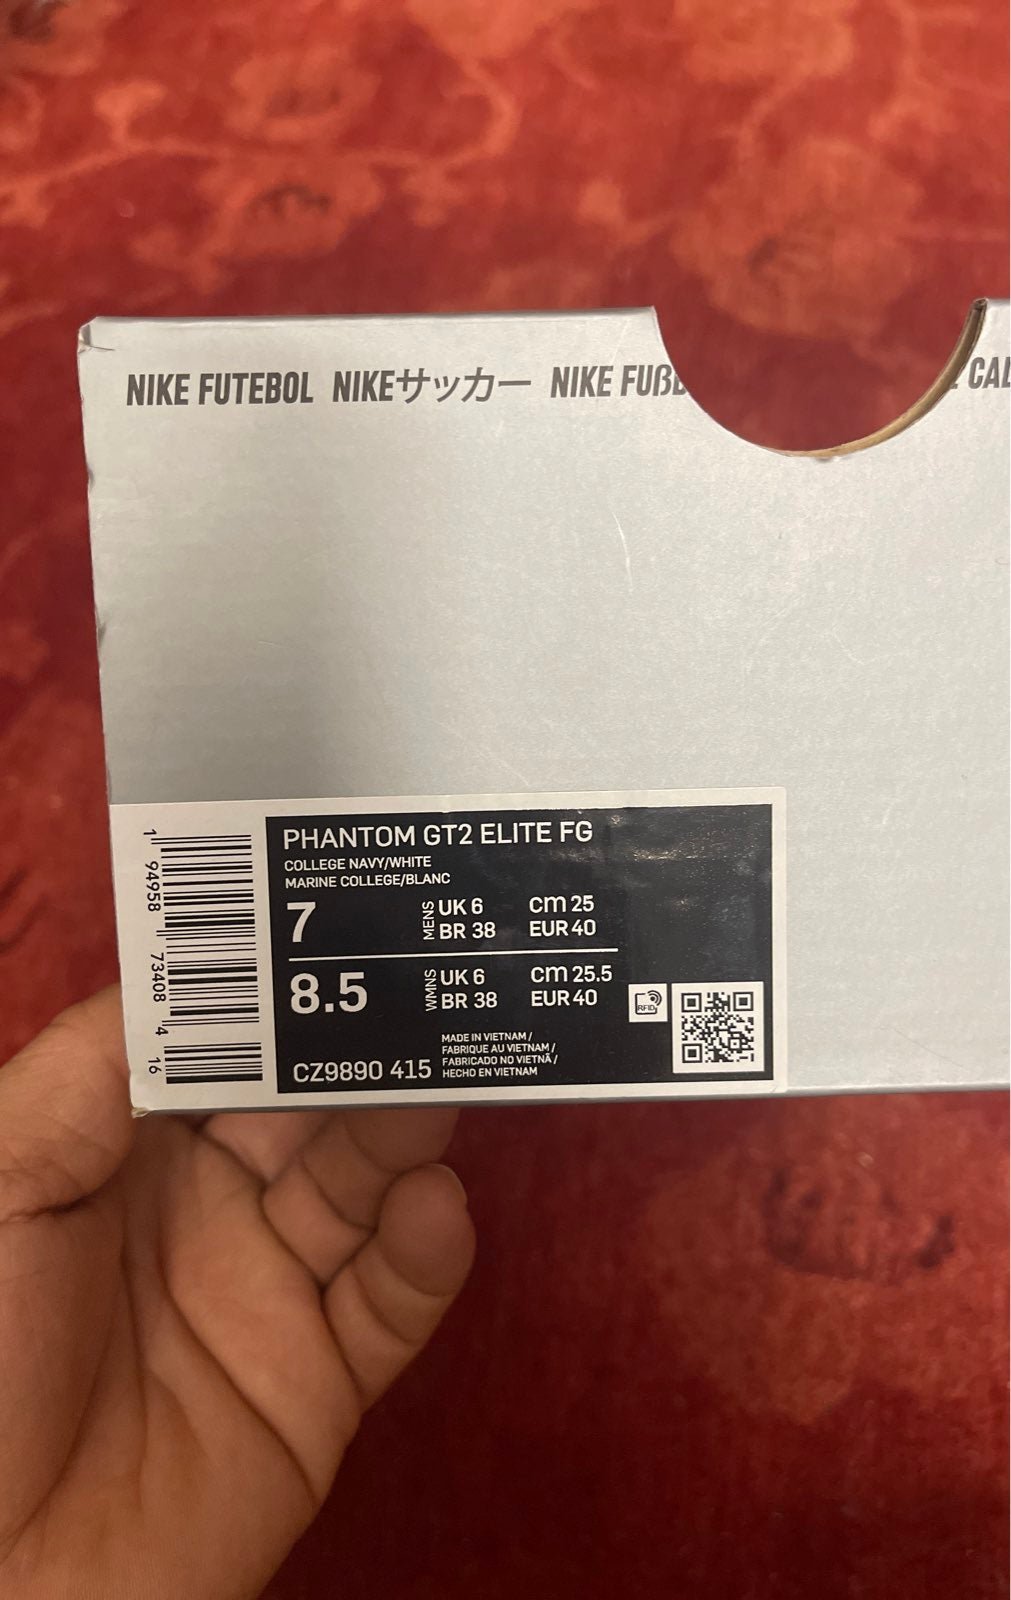 NIKE FUTEBOL NIKEサッカー NIKE FUẞB CAL
PHANTOM GT2 ELITE FG
COLLEGE NAVY/WHITE
MARINE COLLEGE/BLANC
7 MENS UK 6 cm 25
BR 38 EUR 40
8.5 WMNS UK 6 cm 25.5
BR 38 EUR 40
RFID
MADE IN VIETNAM /
FABRIQUE AU VIETNAM /
FABRICADO NO VIETNÃ /
HECHO EN VIETNAM
CZ9890 415
1 94958 73408 4 16